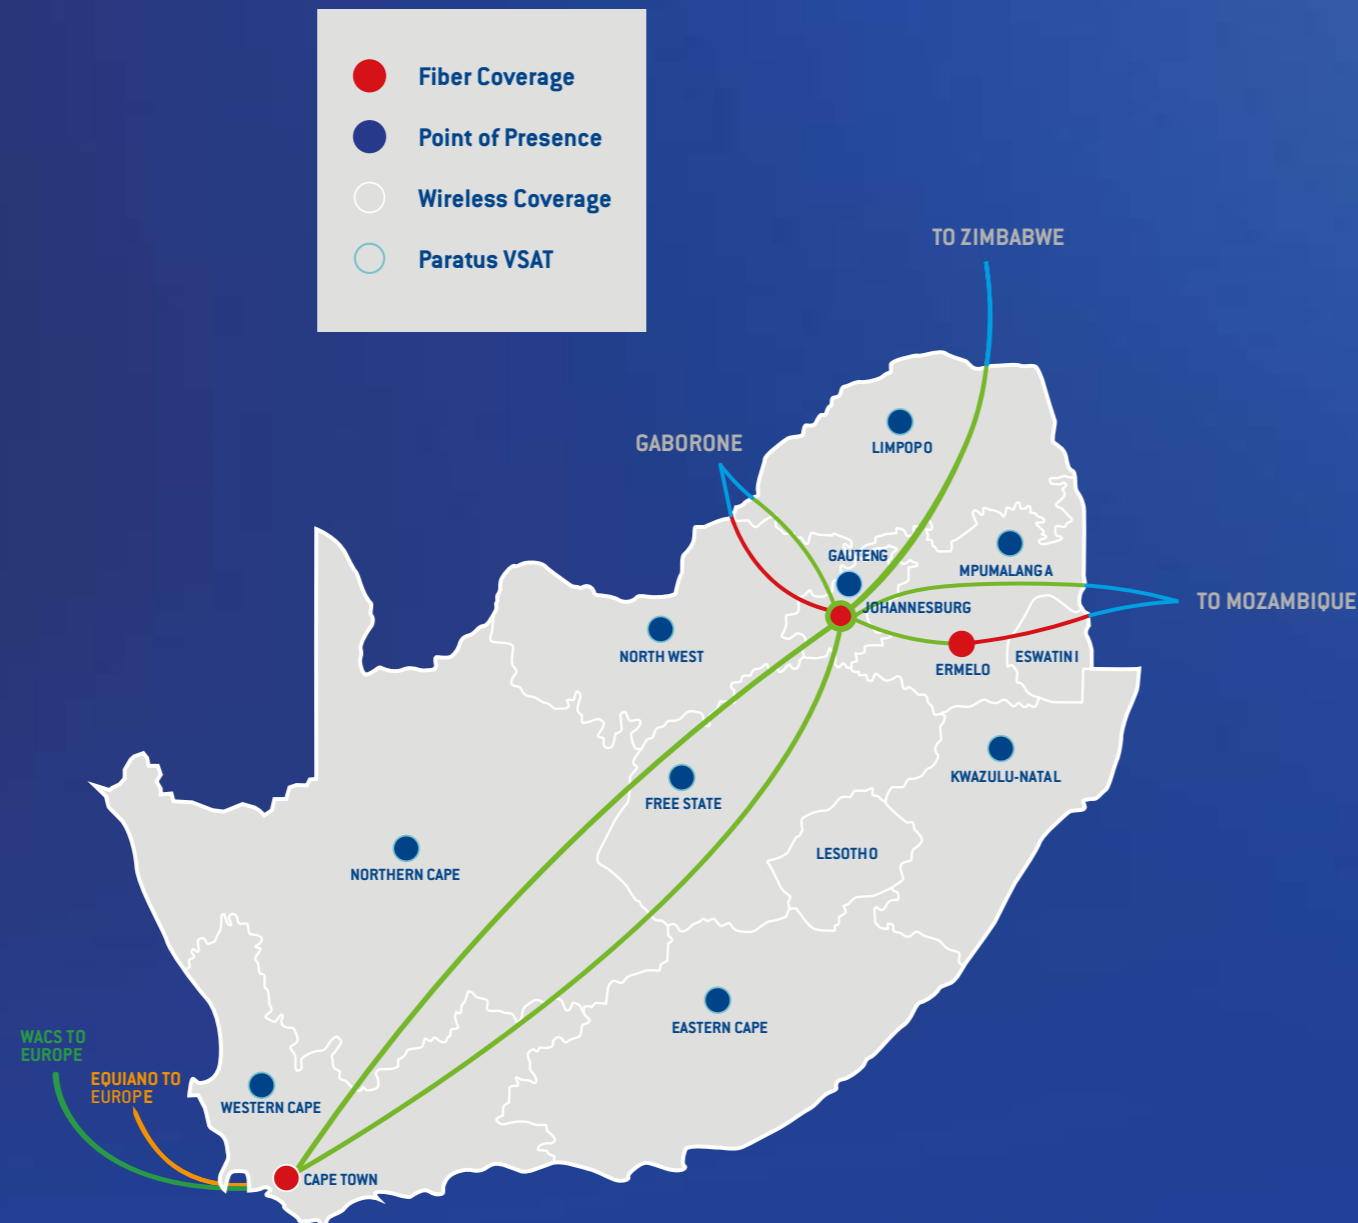 Fiber Coverage
Point of Presence
Wireless Coverage
Paratus VSAT
TO ZIMBABWE
GABORONE
LIMPOPO
GAUTENG
MPUMALANGA
JOHANNESBURG
TO MOZAMBIQUE
NORTH WEST
ERMELO
ESWATINI
KWAZULU-NATAL
FREE STATE
LESOTHO
NORTHERN CAPE
EASTERN CAPE
WACS TO
EUROPE
EQUIANO TO
EUROPE
WESTERN CAPE
CAPE TOWN